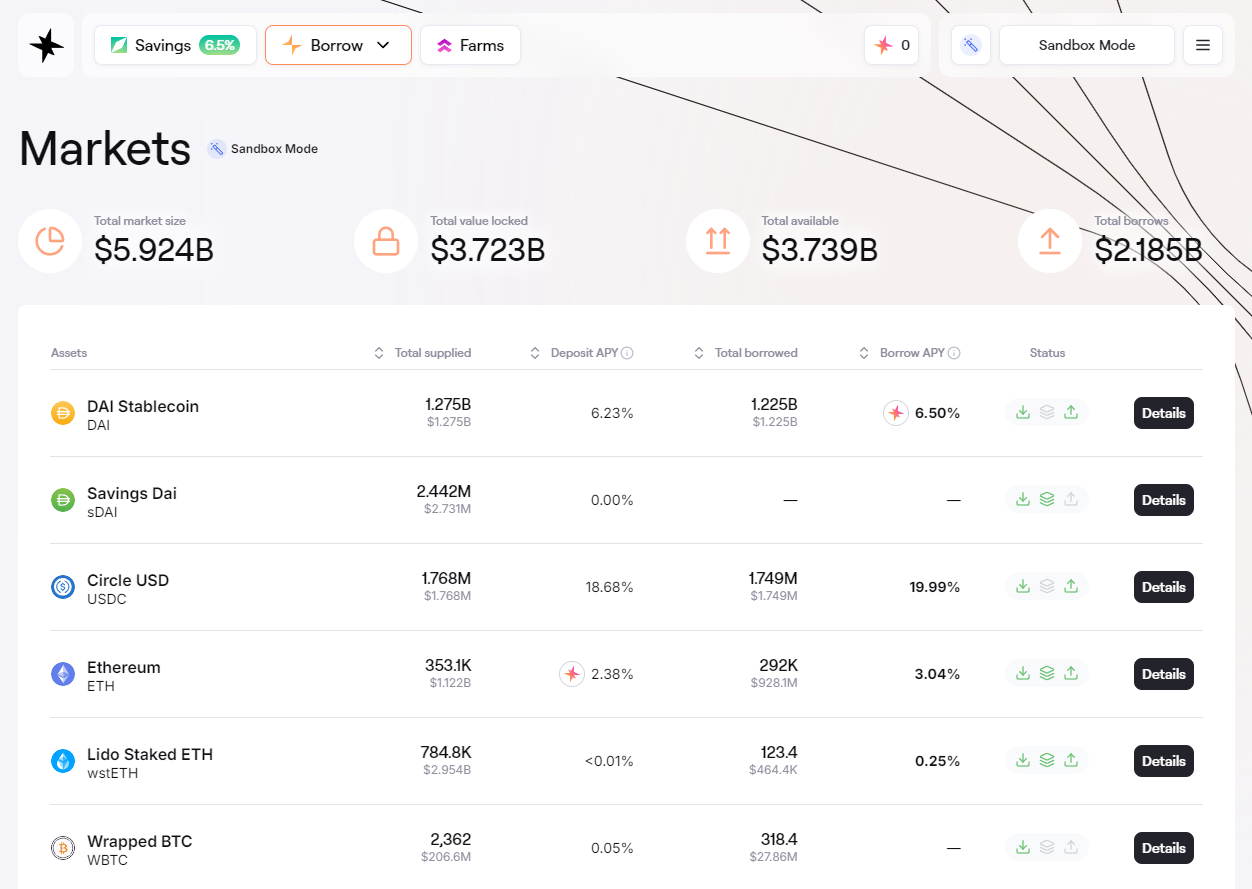 Savings 6.5% Borrow Farms 0 Sandbox Mode
Markets Sandbox Mode
Total market size Total value locked Total available Total borrows
$5.924B $3.723B $3.739B $2.185B
Assets Total supplied Deposit APY Total borrowed Borrow APY Status
DAI Stablecoin 1.275B 6.23% 1.225B 6.50% Details
DAI $1.275B $1.225B
Savings Dai 2.442M 0.00% — — Details
sDAI $2.731M
Circle USD 1.768M 18.68% 1.749M 19.99% Details
USDC $1.768M $1.749M
Ethereum 353.1K 2.38% 292K 3.04% Details
ETH $1.122B $928.1M
Lido Staked ETH 784.8K <0.01% 123.4 0.25% Details
wstETH $2.954B $464.4K
Wrapped BTC 2,362 0.05% 318.4 — Details
WBTC $206.6M $27.86M